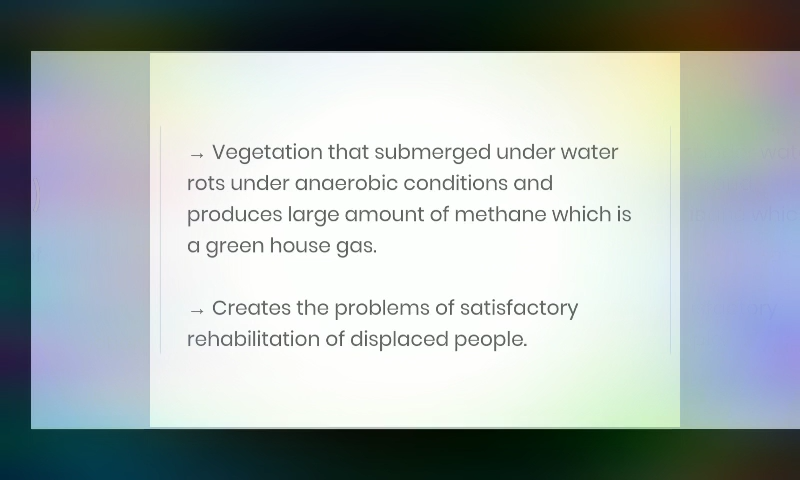 → Vegetation that submerged under water
rots under anaerobic conditions and
produces large amount of methane which is
a green house gas.
→ Creates the problems of satisfactory
rehabilitation of displaced people.